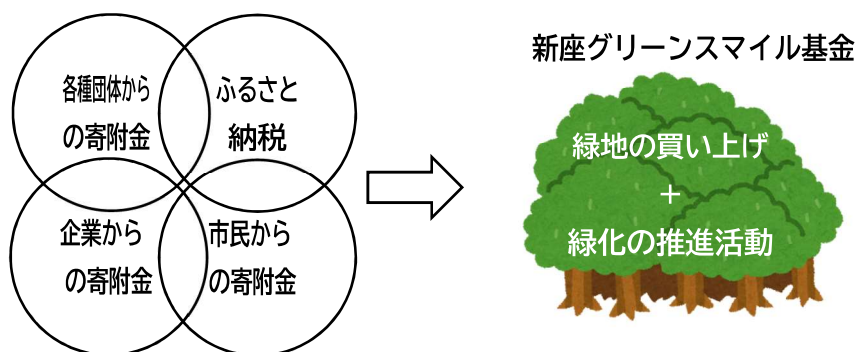 各種団体から
の寄附金
ふるさと
納税
企業から
の寄附金
市民から
の寄附金
新座グリーンスマイル基金
緑地の買い上げ
＋
緑化の推進活動